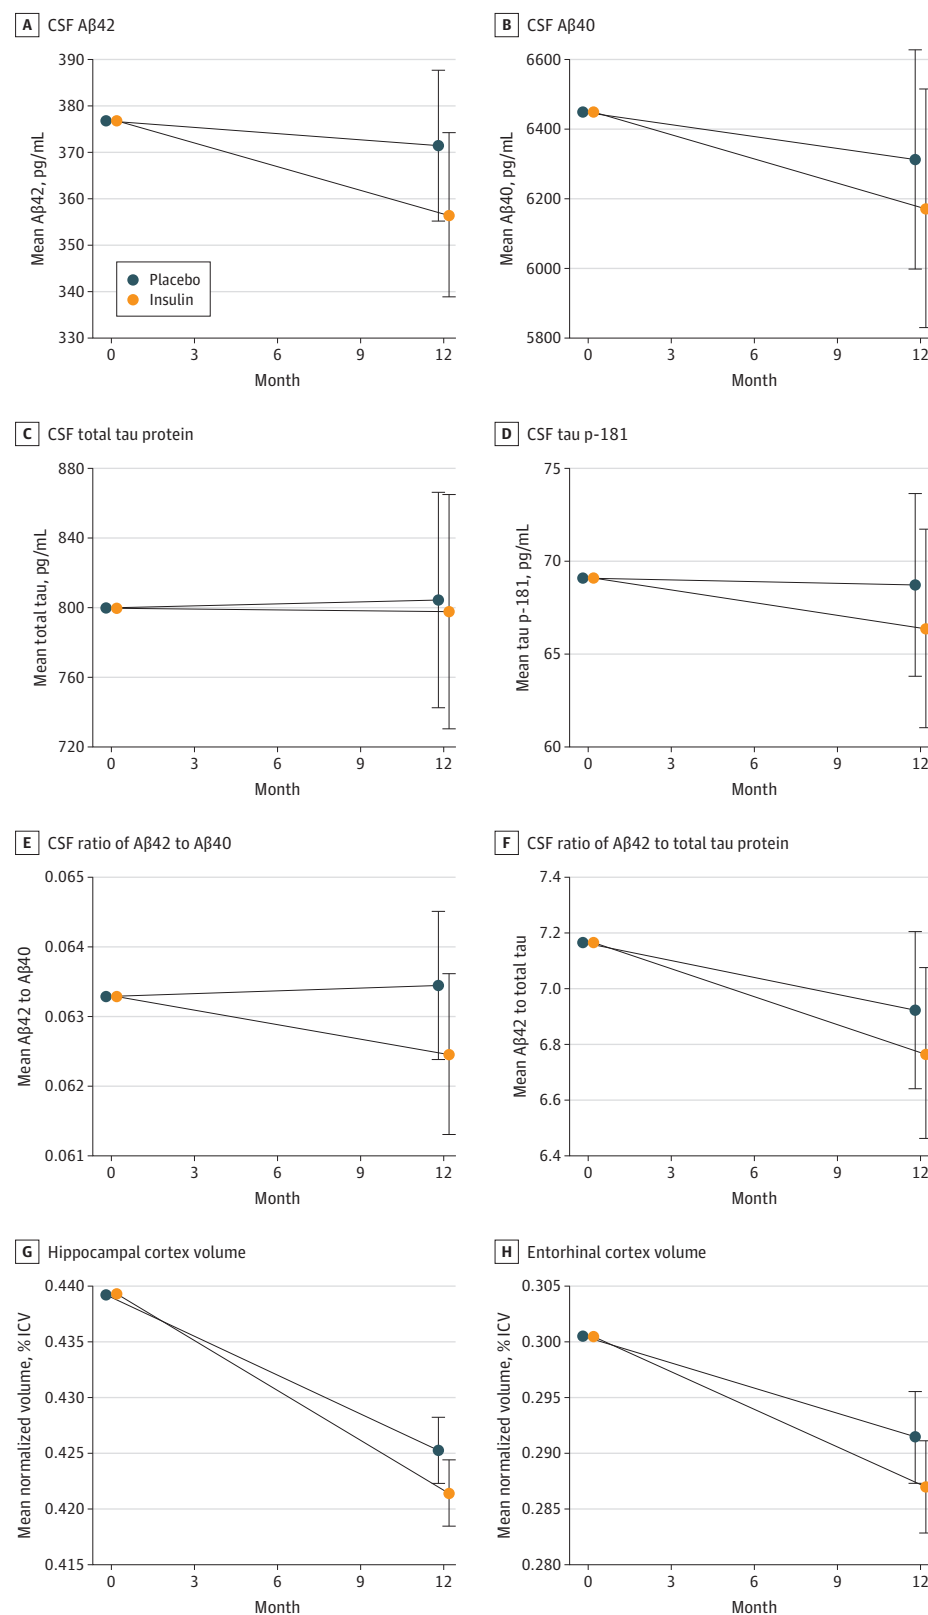 A CSF Aβ42
390
380
370
360
350
340
330
Mean Aβ42, pg/mL
Placebo
Insulin
0 3 6 9 12
Month
B CSF Aβ40
6600
6400
6200
6000
5800
Mean Aβ40, pg/mL
0 3 6 9 12
Month
C CSF total tau protein
880
840
800
760
720
Mean total tau, pg/mL
0 3 6 9 12
Month
D CSF tau p-181
75
70
65
60
Mean tau p-181, pg/mL
0 3 6 9 12
Month
E CSF ratio of Aβ42 to Aβ40
0.065
0.064
0.063
0.062
0.061
Mean Aβ42 to Aβ40
0 3 6 9 12
Month
F CSF ratio of Aβ42 to total tau protein
7.4
7.2
7.0
6.8
6.6
6.4
Mean Aβ42 to total tau
0 3 6 9 12
Month
G Hippocampal cortex volume
0.440
0.435
0.430
0.425
0.420
0.415
Mean normalized volume, % ICV
0 3 6 9 12
Month
H Entorhinal cortex volume
0.305
0.300
0.295
0.290
0.285
0.280
Mean normalized volume, % ICV
0 3 6 9 12
Month